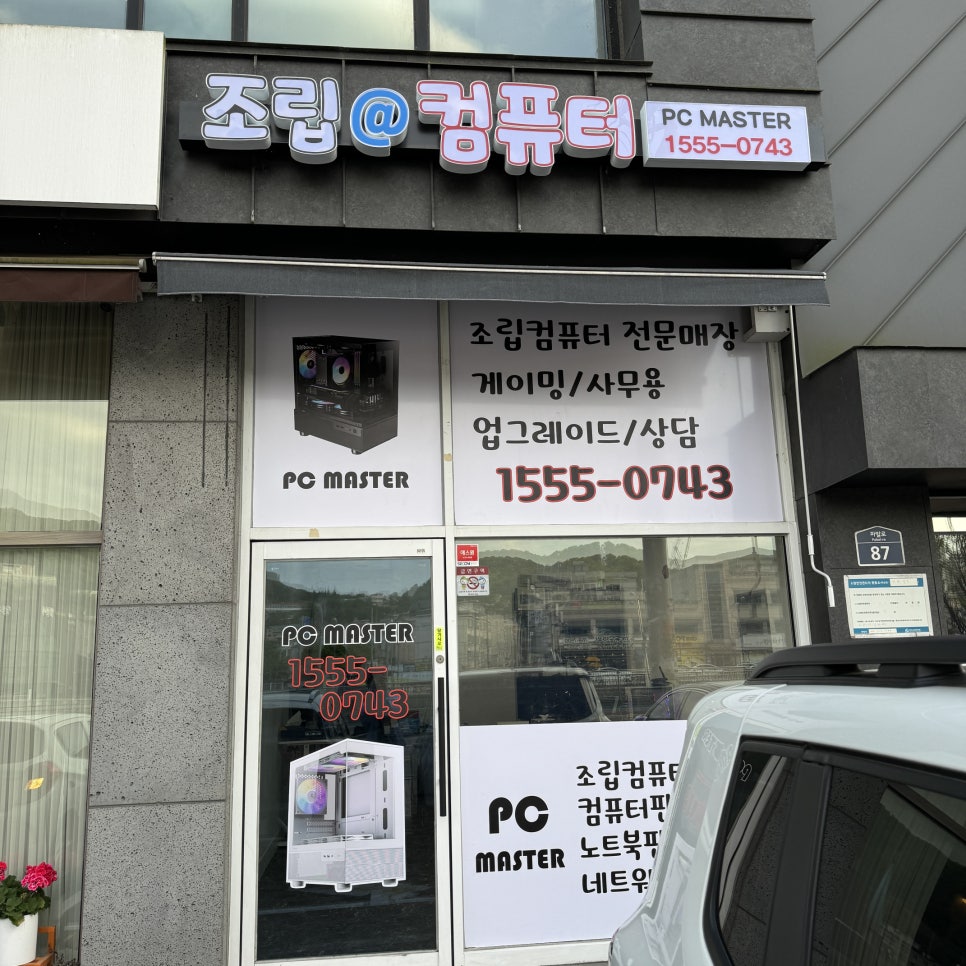 조립@컴퓨터
PC MASTER
1555-0743
조립컴퓨터 전문매장
게이밍/사무용
업그레이드/상담
1555-0743
PC MASTER
PC MASTER
1555-
0743
파발로
87
PC
MASTER
조립컴퓨
컴퓨터판
노트북판
네트워